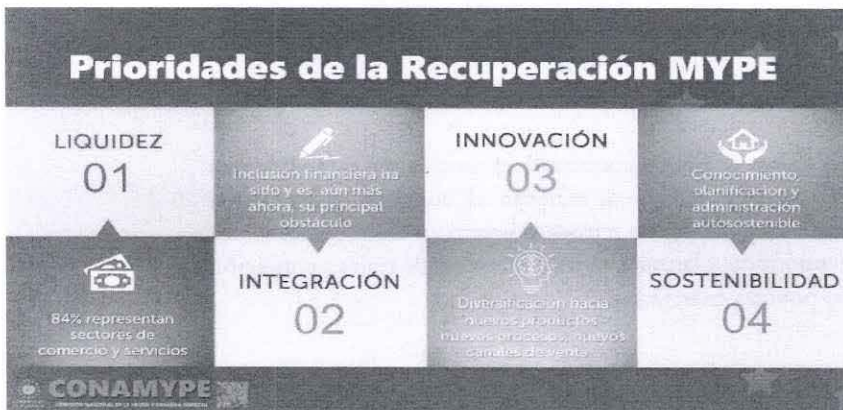 Prioridades de la Recuperación MYPE
LIQUIDEZ
01
84% representan
sectores de
comercio y servicios
Inclusión financiera ha
sido y es, aún más
ahora, su principal
obstáculo
INTEGRACIÓN
02
INNOVACIÓN
03
Diversificación hacia
nuevos productos,
nuevos procesos, nuevos
canales de venta
Conocimiento,
planificación y
administración
autosostenible
SOSTENIBILIDAD
04
CONAMYPE